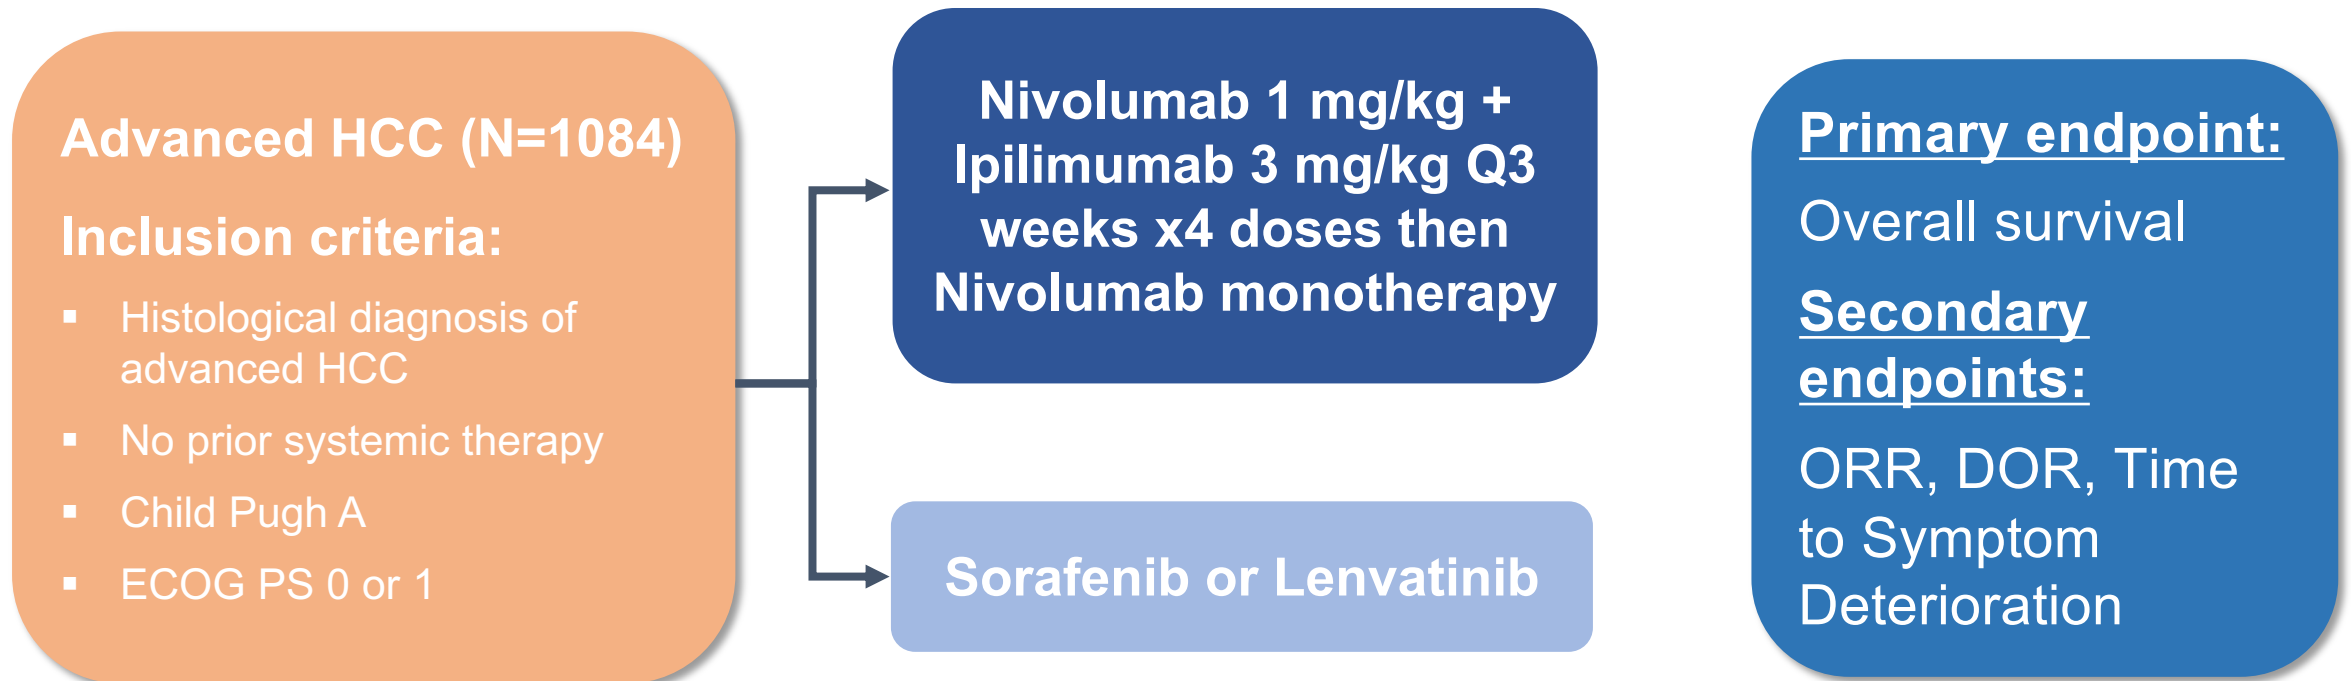 Advanced HCC (N=1084)
Inclusion criteria:
▪ Histological diagnosis of
advanced HCC
▪ No prior systemic therapy
▪ Child Pugh A
▪ ECOG PS 0 or 1
Nivolumab 1 mg/kg +
Ipilimumab 3 mg/kg Q3
weeks x4 doses then
Nivolumab monotherapy
Sorafenib or Lenvatinib
Primary endpoint:
Overall survival
Secondary
endpoints:
ORR, DOR, Time
to Symptom
Deterioration